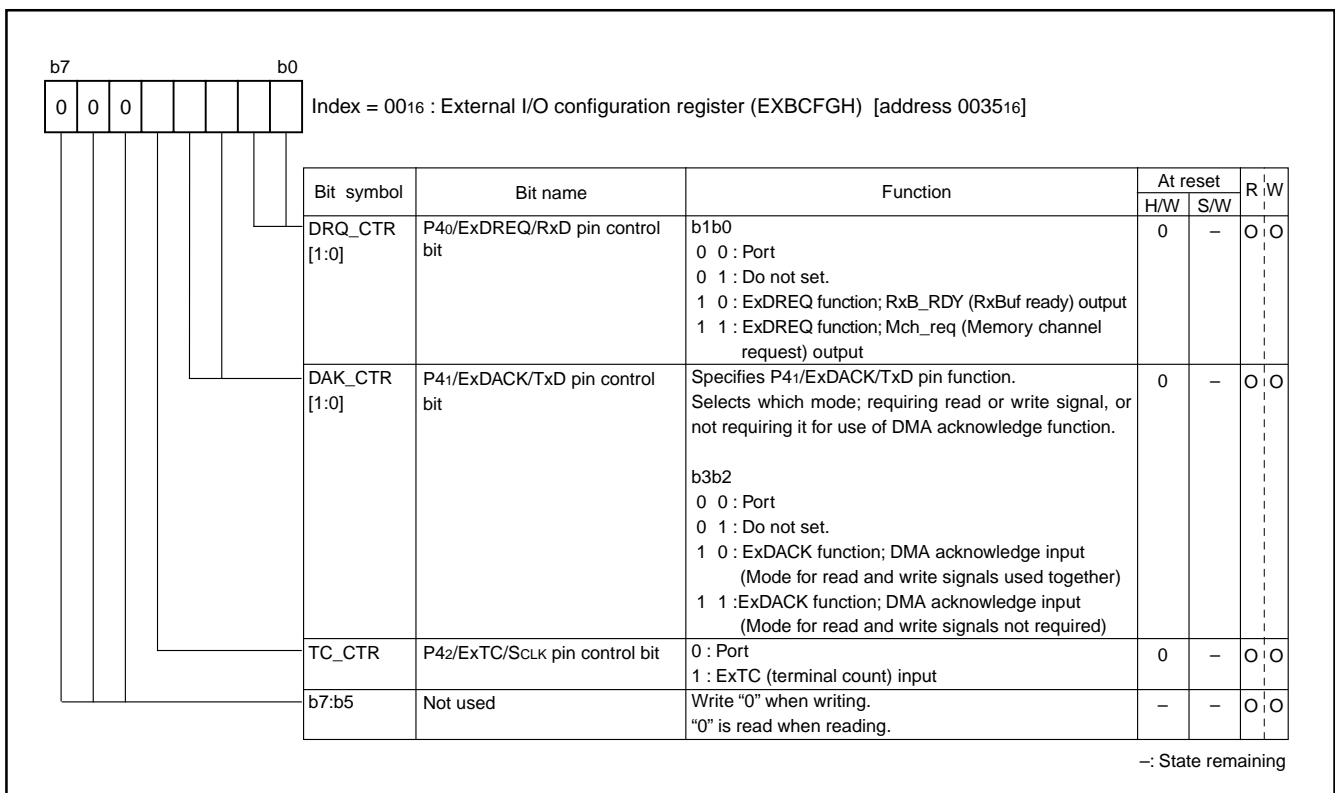 b7 b0
0 0 0
Index = 0016 : External I/O configuration register (EXBCFGH) [address 003516]
Bit symbol Bit name Function At reset R W
H/W S/W
DRQ_CTR [1:0] P40/ExDREQ/RxD pin control bit
b1b0
0 0 : Port
0 1 : Do not set.
1 0 : ExDREQ function; RxB_RDY (RxBuf ready) output
1 1 : ExDREQ function; Mch_req (Memory channel
request) output
0 – O O
DAK_CTR [1:0] P41/ExDACK/TxD pin control bit
Specifies P41/ExDACK/TxD pin function.
Selects which mode; requiring read or write signal, or
not requiring it for use of DMA acknowledge function.
b3b2
0 0 : Port
0 1 : Do not set.
1 0 : ExDACK function; DMA acknowledge input
(Mode for read and write signals used together)
1 1 :ExDACK function; DMA acknowledge input
(Mode for read and write signals not required)
0 – O O
TC_CTR P42/ExTC/SCLK pin control bit
0 : Port
1 : ExTC (terminal count) input
0 – O O
b7:b5 Not used
Write “0” when writing.
“0” is read when reading.
– – O O
–: State remaining